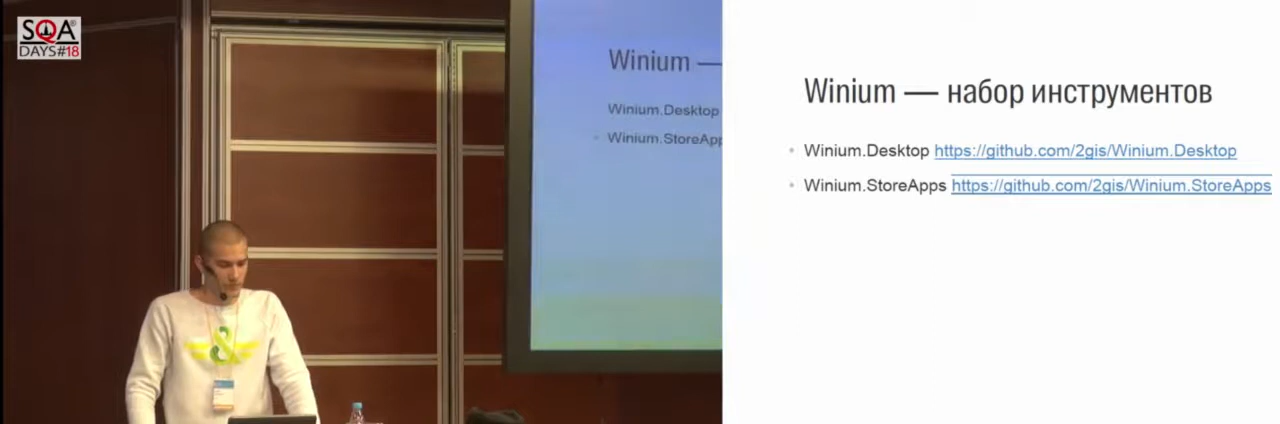 SQA®
DAYS#18
Winium —
Winium.Desktop
Winium.StoreApp
&
Winium — набор инструментов
Winium.Desktop https://github.com/2gis/Winium.Desktop
Winium.StoreApps https://github.com/2gis/Winium.StoreApps